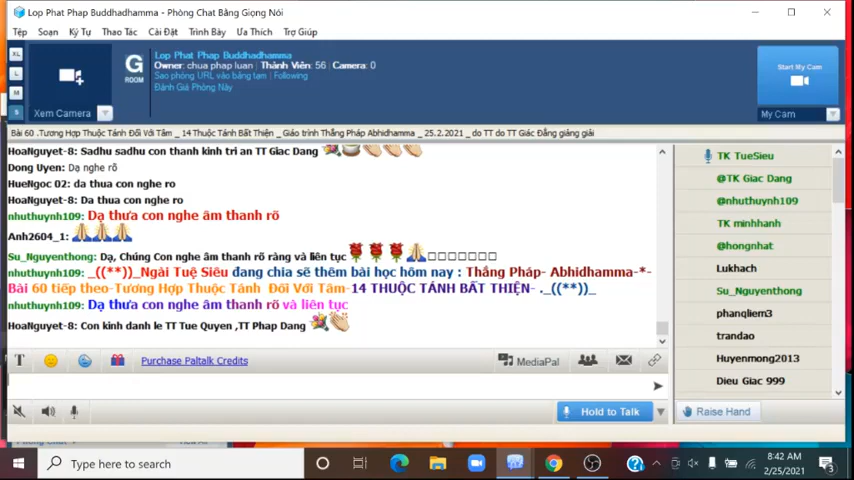 Lop Phat Phap Buddhadhamma - Phòng Chat Bằng Giọng Nói
Tệp Soạn Ký Tự Thao Tác Cài Đặt Trình Bày Ưa Thích Trợ Giúp
XL
L
M
S
Xem Camera
G
ROOM
Lop Phat Phap Buddhadhamma
Owner: chua phap luan Thành Viên: 56 Camera: 0
Sao phòng URL vào bảng tạm Following
Đánh Giá Phòng Này
Start My Cam
My Cam
Bài 60 .Tương Hợp Thuộc Tánh Đối Với Tâm _ 14 Thuộc Tánh Bất Thiện _ Giáo trình Thắng Pháp Abhidhamma _ 25.2.2021 _ do TT do TT Giác Đẳng giảng giải
HoaNguyet-8: Sadhu sadhu con thanh kinh tri an TT Giac Dang
Dong Uyen: Dạ nghe rõ
HueNgoc 02: da thua con nghe ro
HoaNguyet-8: Da thua con nghe ro
nhuthuynh109: Dạ thưa con nghe âm thanh rõ
Anh2604_1:
Su_Nguyenthong: Dạ, Chúng Con nghe âm thanh rõ ràng và liên tục
nhuthuynh109: _((**))_Ngài Tuệ Siêu đang chia sẽ thêm bài học hôm nay : Thắng Pháp- Abhidhamma-*-
Bài 60 tiếp theo-Tương Hợp Thuộc Tánh Đối Với Tâm-14 THUỘC TÁNH BẤT THIỆN- ._((**))_
nhuthuynh109: Dạ thưa con nghe âm thanh rõ và liên tục
HoaNguyet-8: Con kinh danh le TT Tue Quyen ,TT Phap Dang
TK TueSieu
@TK Giac Dang
@nhuthuynh109
TK minhhanh
@hongnhat
Lukhach
Su_Nguyenthong
phanqliem3
trandao
Huyenmong2013
Dieu Giac 999
T
Purchase Paltalk Credits
MediaPal
Hold to Talk
Raise Hand
Type here to search
8:42 AM
2/25/2021
3